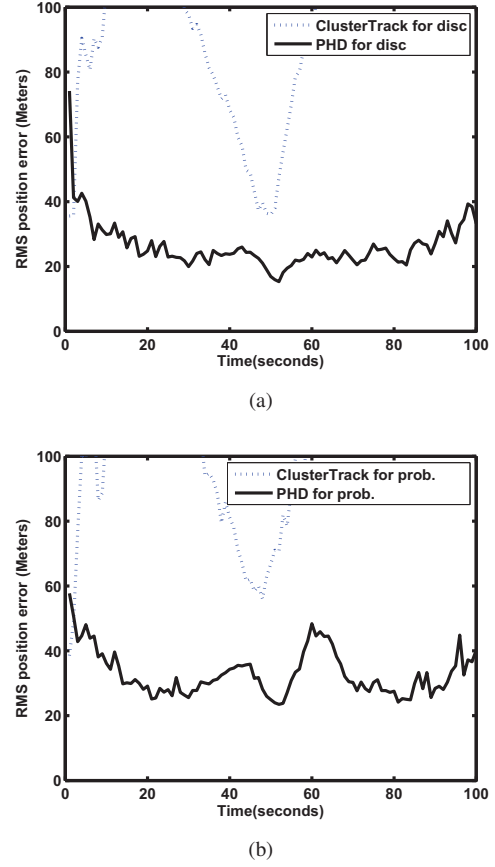 100
80
60
40
20
0
RMS position error (Meters)
ClusterTrack for disc
PHD for disc
0 20 40 60 80 100
Time(seconds)
(a)
100
80
60
40
20
0
RMS position error (Meters)
ClusterTrack for prob.
PHD for prob.
0 20 40 60 80 100
Time(seconds)
(b)